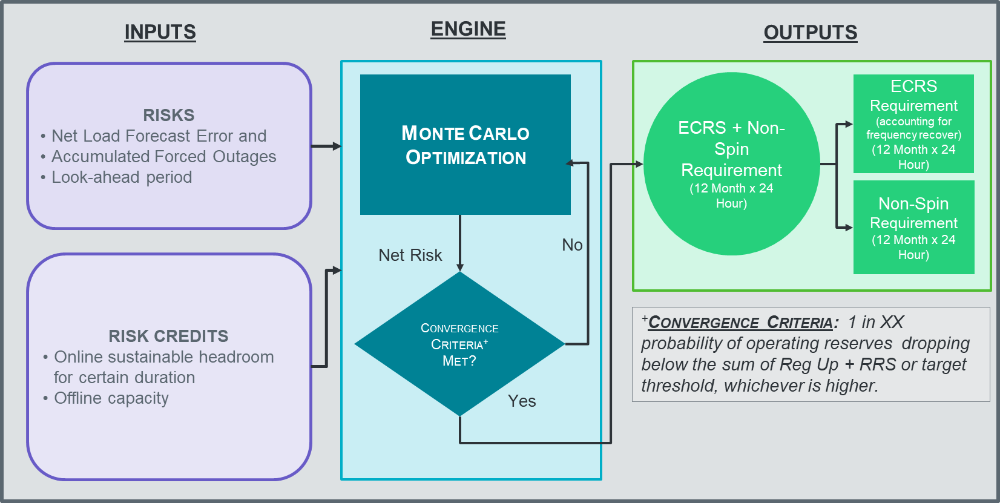 INPUTS
RISKS
• Net Load Forecast Error and
• Accumulated Forced Outages
• Look-ahead period
RISK CREDITS
• Online sustainable headroom
for certain duration
• Offline capacity
ENGINE
MONTE CARLO
OPTIMIZATION
Net Risk
No
CONVERGENCE
CRITERIA+
MET?
Yes
OUTPUTS
ECRS + Non-
Spin
Requirement
(12 Month x 24
Hour)
ECRS
Requirement
(accounting for
frequency recover)
(12 Month x 24
Hour)
Non-Spin
Requirement
(12 Month x 24
Hour)
+CONVERGENCE CRITERIA: 1 in XX
probability of operating reserves dropping
below the sum of Reg Up + RRS or target
threshold, whichever is higher.